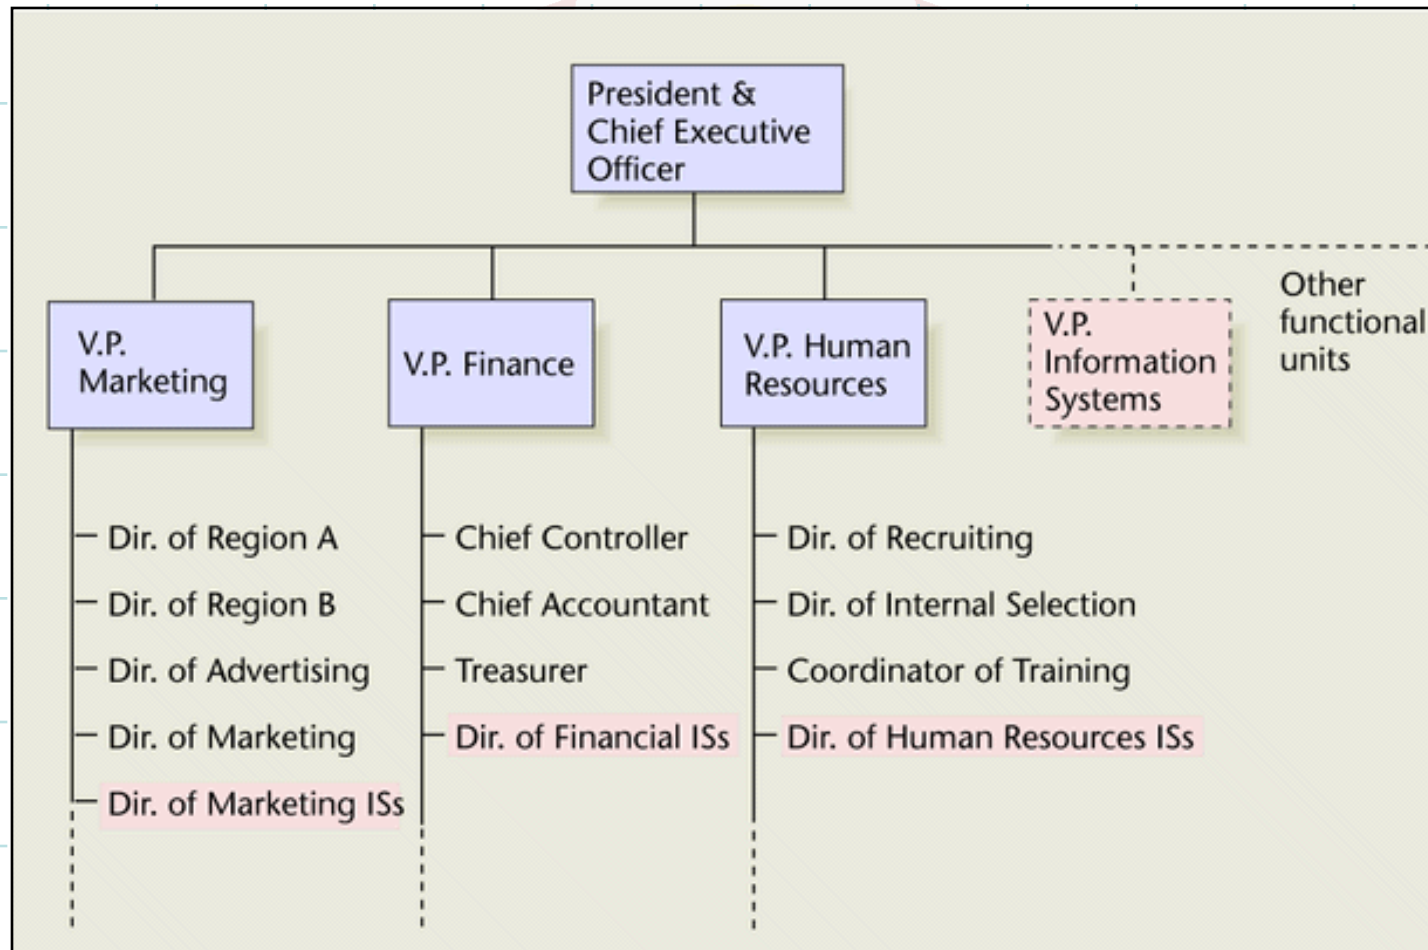 President &
Chief Executive
Officer
V.P.
Marketing
V.P. Finance
V.P. Human
Resources
V.P.
Information
Systems
Other
functional
units
Dir. of Region A
Dir. of Region B
Dir. of Advertising
Dir. of Marketing
Dir. of Marketing ISs
Chief Controller
Chief Accountant
Treasurer
Dir. of Financial ISs
Dir. of Recruiting
Dir. of Internal Selection
Coordinator of Training
Dir. of Human Resources ISs